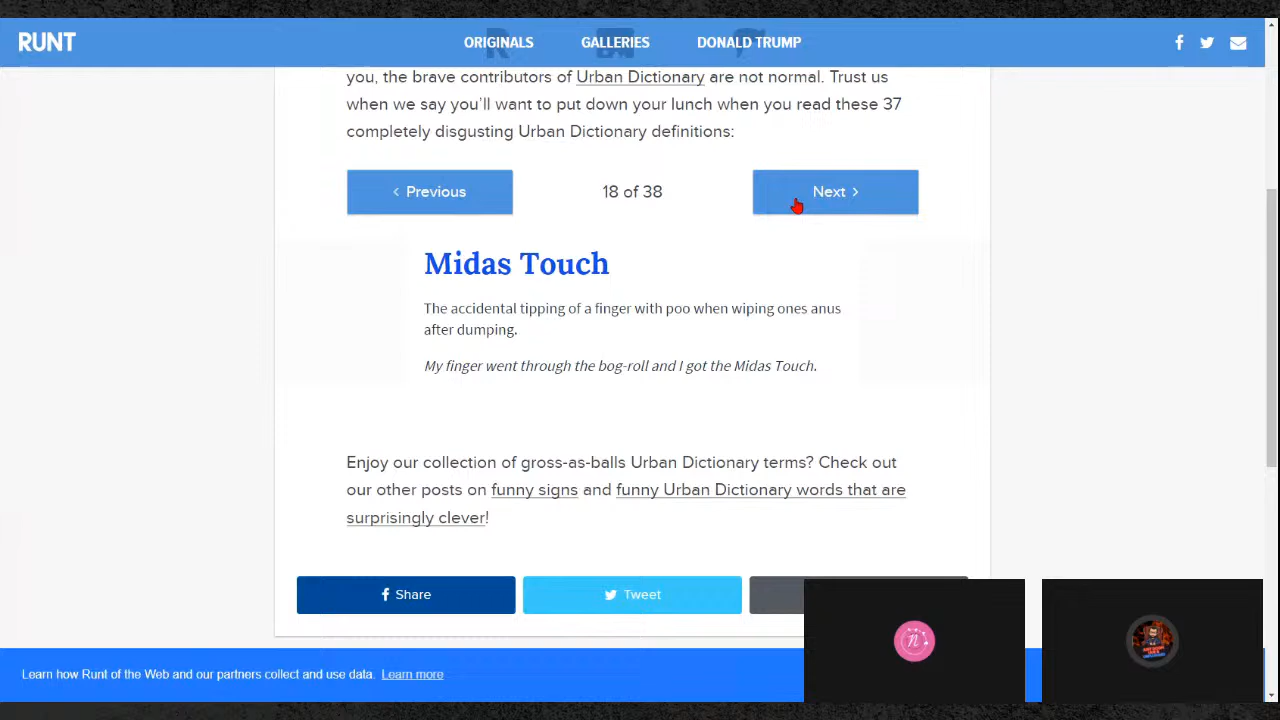 RUNT
ORIGINALS GALLERIES DONALD TRUMP
you, the brave contributors of Urban Dictionary are not normal. Trust us
when we say you'll want to put down your lunch when you read these 37
completely disgusting Urban Dictionary definitions:
Previous 18 of 38 Next
Midas Touch
The accidental tipping of a finger with poo when wiping ones anus
after dumping.
My finger went through the bog-roll and I got the Midas Touch.
Enjoy our collection of gross-as-balls Urban Dictionary terms? Check out
our other posts on funny signs and funny Urban Dictionary words that are
surprisingly clever!
Share Tweet
Learn how Runt of the Web and our partners collect and use data. Learn more
n